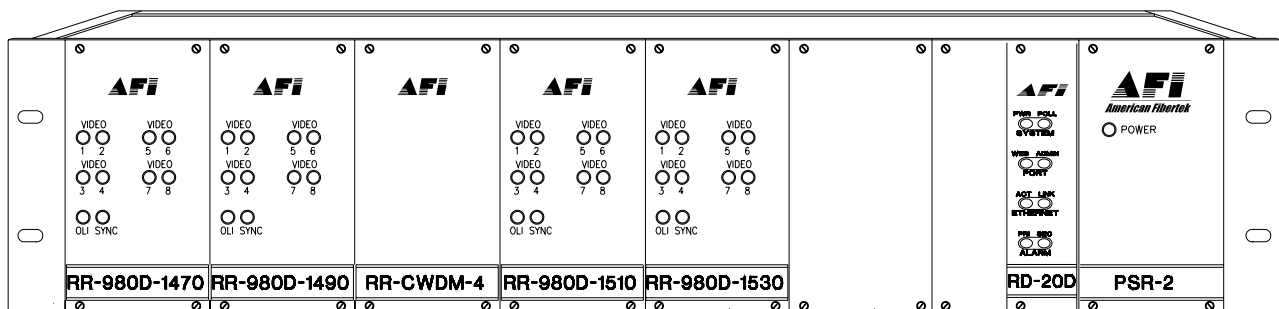 AFi AFi AFi AFi AFi AFi AFi
American Fibertek
VIDEO VIDEO VIDEO VIDEO VIDEO VIDEO VIDEO VIDEO PWR POLL POWER
1 2 5 6 1 2 5 6 1 2 5 6 1 2 5 6 SYSTEM
VIDEO VIDEO VIDEO VIDEO VIDEO VIDEO VIDEO VIDEO WEB ADMIN
3 4 7 8 3 4 7 8 3 4 7 8 3 4 7 8 PORT
ACT LINK
OLI SYNC OLI SYNC OLI SYNC OLI SYNC ETHERNET
PRI SEC
ALARM
RR-980D-1470 RR-980D-1490 RR-CWDM-4 RR-980D-1510 RR-980D-1530 RD-20D PSR-2